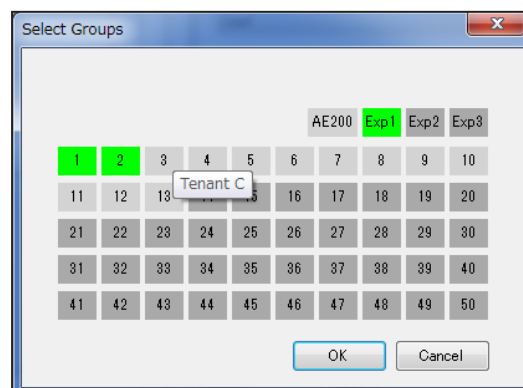 Select Groups
AE200 Exp1 Exp2 Exp3
1 2 3 4 5 6 7 8 9 10
Tenant C
11 12 13 14 15 16 17 18 19 20
21 22 23 24 25 26 27 28 29 30
31 32 33 34 35 36 37 38 39 40
41 42 43 44 45 46 47 48 49 50
OK Cancel